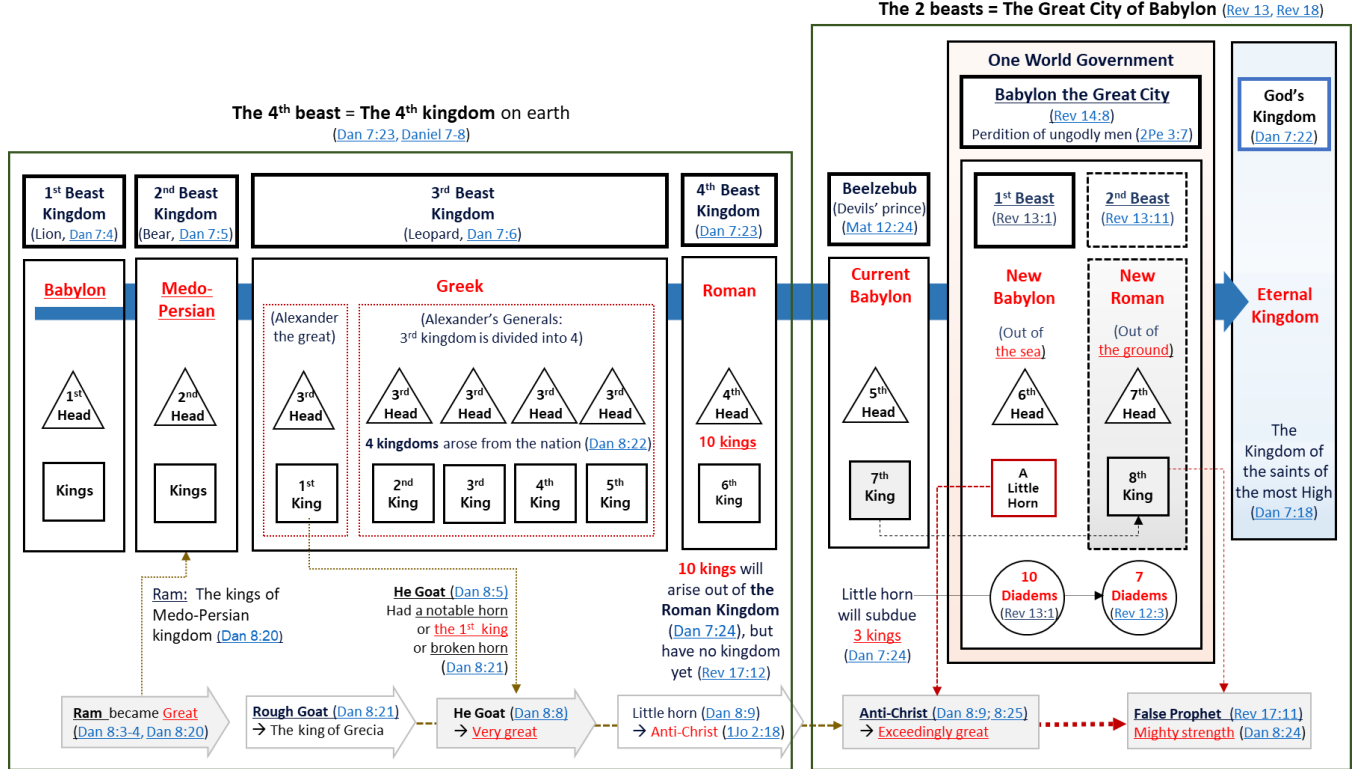 The 2 beasts = The Great City of Babylon (Rev 13, Rev 18)
The 4th beast = The 4th kingdom on earth
(Dan 7:23, Daniel 7-8)
1st Beast
Kingdom
(Lion, Dan 7:4)
2nd Beast
Kingdom
(Bear, Dan 7:5)
3rd Beast
Kingdom
(Leopard, Dan 7:6)
4th Beast
Kingdom
(Dan 7:23)
Babylon
Medo-
Persian
Greek
(Alexander
the great)
(Alexander's Generals:
3rd kingdom is divided into 4)
Roman
1st
Head
2nd
Head
3rd
Head
3rd
Head
3rd
Head
3rd
Head
3rd
Head
4th
Head
4 kingdoms arose from the nation (Dan 8:22)
10 kings
Kings
Kings
1st
King
2nd
King
3rd
King
4th
King
5th
King
6th
King
Ram: The kings of
Medo-Persian
kingdom (Dan 8:20)
He Goat (Dan 8:5)
Had a notable horn
or the 1st king
or broken horn
(Dan 8:21)
10 kings will
arise out of the
Roman Kingdom
(Dan 7:24), but
have no kingdom
yet (Rev 17:12)
One World Government
Babylon the Great City
(Rev 14:8)
Perdition of ungodly men (2Pe 3:7)
God's
Kingdom
(Dan 7:22)
Beelzebub
(Devils' prince)
(Mat 12:24)
1st Beast
(Rev 13:1)
2nd Beast
(Rev 13:11)
Current
Babylon
New
Babylon
(Out of
the sea)
New
Roman
(Out of
the ground)
Eternal
Kingdom
5th
Head
6th
Head
7th
Head
7th
King
A
Little
Horn
8th
King
The
Kingdom of
the saints of
the most High
(Dan 7:18)
Little horn
will subdue
3 kings
(Dan 7:24)
10
Diadems
(Rev 13:1)
7
Diadems
(Rev 12:3)
Ram became Great
(Dan 8:3-4, Dan 8:20)
Rough Goat (Dan 8:21)
→ The king of Grecia
He Goat (Dan 8:8)
→ Very great
Little horn (Dan 8:9)
→ Anti-Christ (1Jo 2:18)
Anti-Christ (Dan 8:9; 8:25)
→ Exceedingly great
False Prophet (Rev 17:11)
Mighty strength (Dan 8:24)